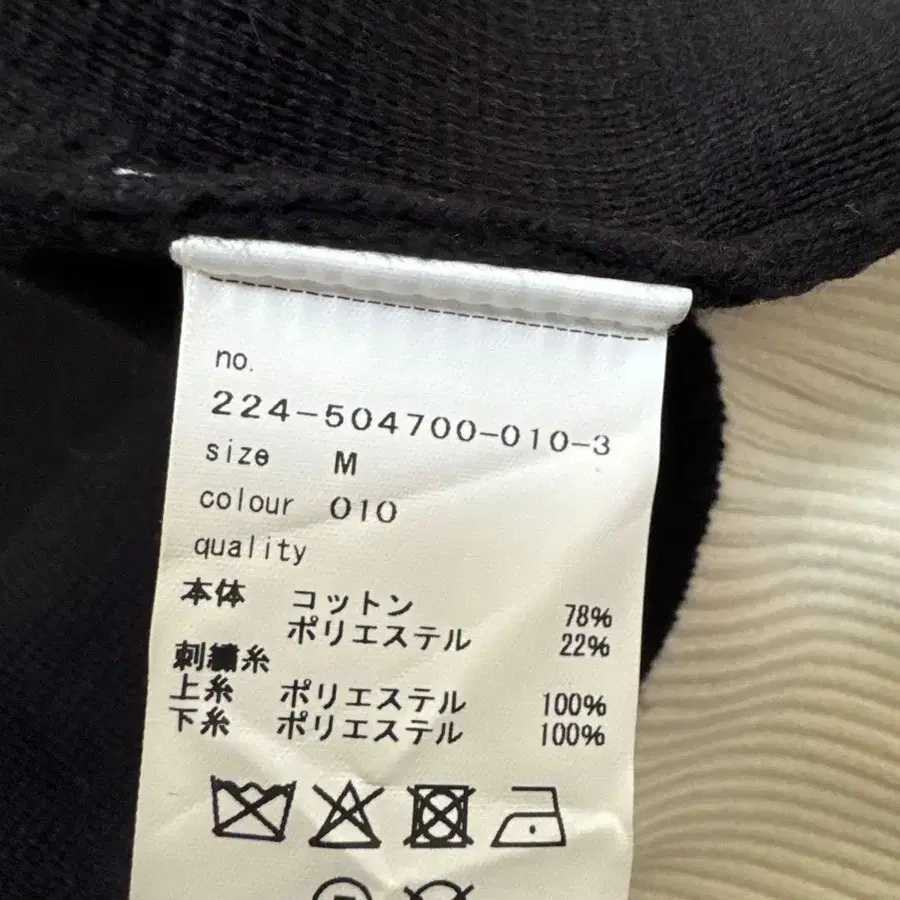 no.
224-504700-010-3
size M
colour 010
quality
本体 コットン 78%
ポリエステル 22%
刺繍糸
上糸 ポリエステル 100%
下糸 ポリエステル 100%